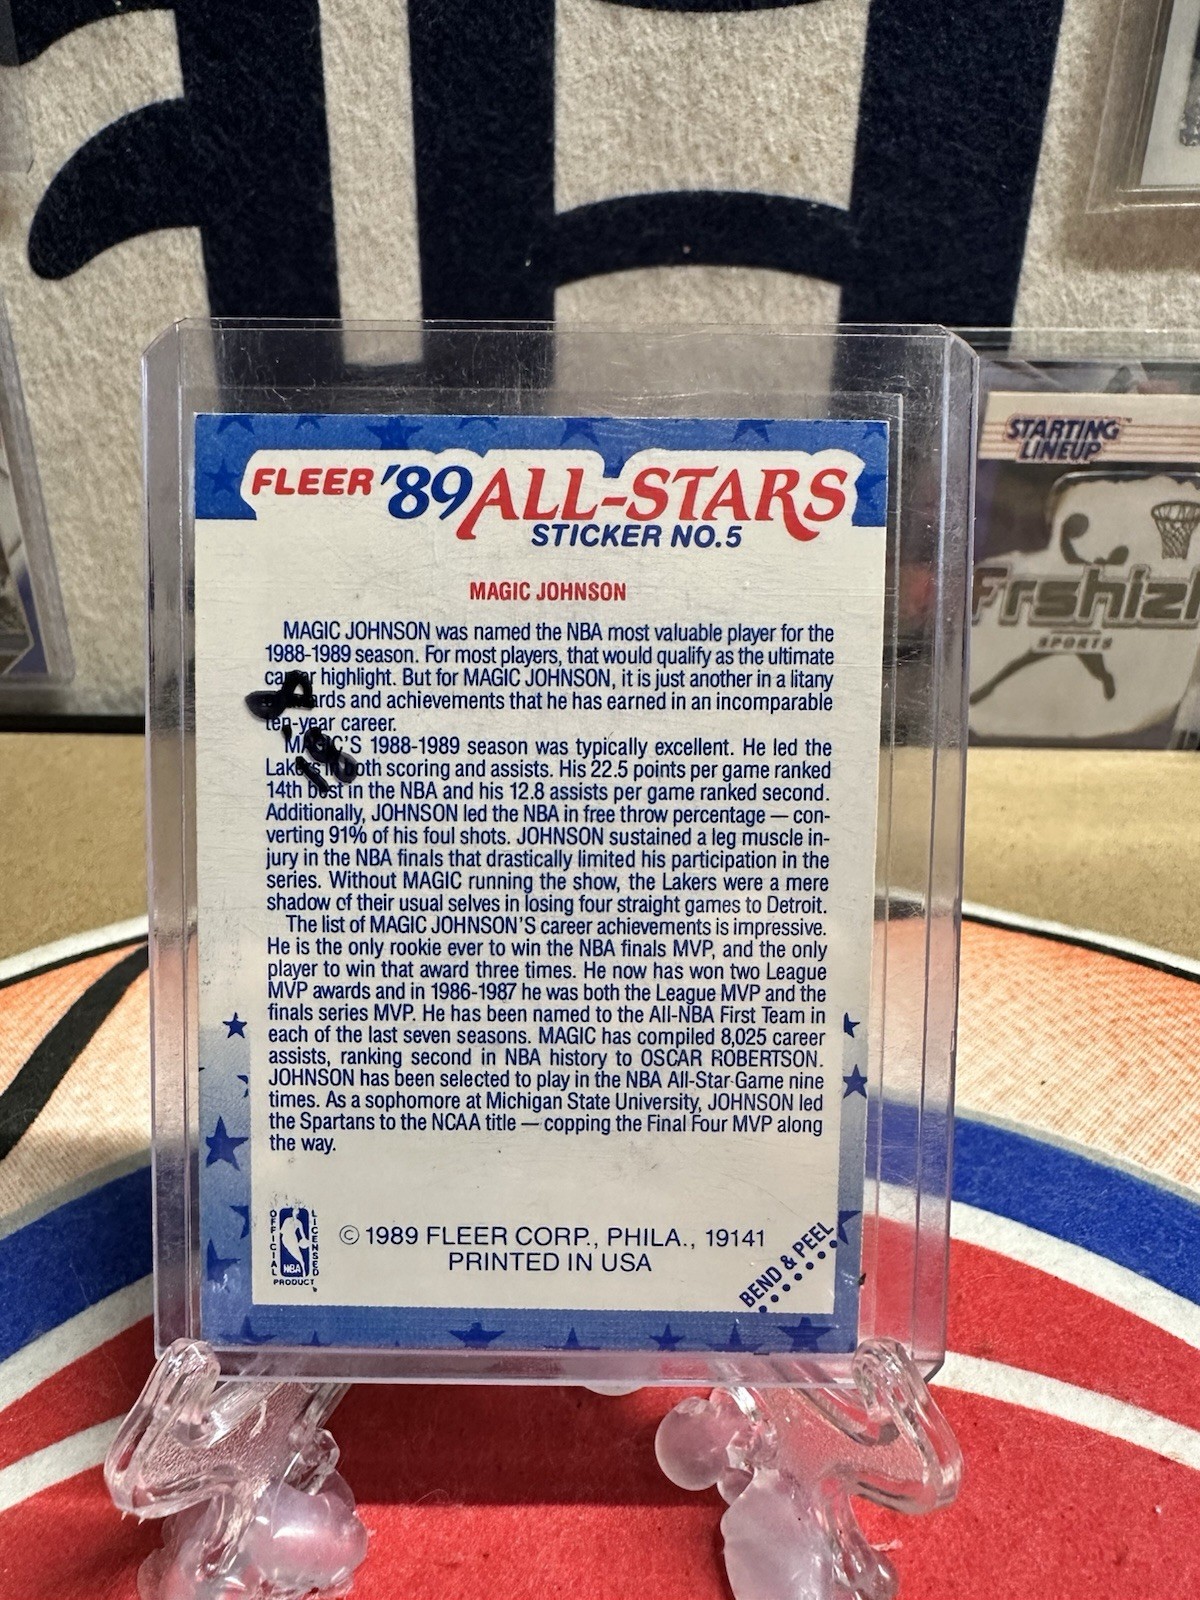 FLEER '89 ALL-STARS
STICKER NO.5
MAGIC JOHNSON
MAGIC JOHNSON was named the NBA most valuable player for the
1988-1989 season. For most players, that would qualify as the ultimate
career highlight. But for MAGIC JOHNSON, it is just another in a litany
and achievements that he has earned in an incomparable
ten-year career.
MAGIC'S 1988-1989 season was typically excellent. He led the
Lakers in both scoring and assists. His 22.5 points per game ranked
14th best in the NBA and his 12.8 assists per game ranked second.
Additionally, JOHNSON led the NBA in free throw percentage — con-
verting 91% of his foul shots. JOHNSON sustained a leg muscle in-
jury in the NBA finals that drastically limited his participation in the
series. Without MAGIC running the show, the Lakers were a mere
shadow of their usual selves in losing four straight games to Detroit.
The list of MAGIC JOHNSON'S career achievements is impressive.
He is the only rookie ever to win the NBA finals MVP, and the only
player to win that award three times. He now has won two League
MVP awards and in 1986-1987 he was both the League MVP and the
finals series MVP. He has been named to the All-NBA First Team in
each of the last seven seasons. MAGIC has compiled 8,025 career
assists, ranking second in NBA history to OSCAR ROBERTSON.
JOHNSON has been selected to play in the NBA All-Star Game nine
times. As a sophomore at Michigan State University, JOHNSON led
the Spartans to the NCAA title — copping the Final Four MVP along
the way.
OFFICIAL LICENSED
NBA
PRODUCT
© 1989 FLEER CORP., PHILA., 19141
PRINTED IN USA
BEND & PEEL
STARTING
LINEUP
Frshizl
SPORTS